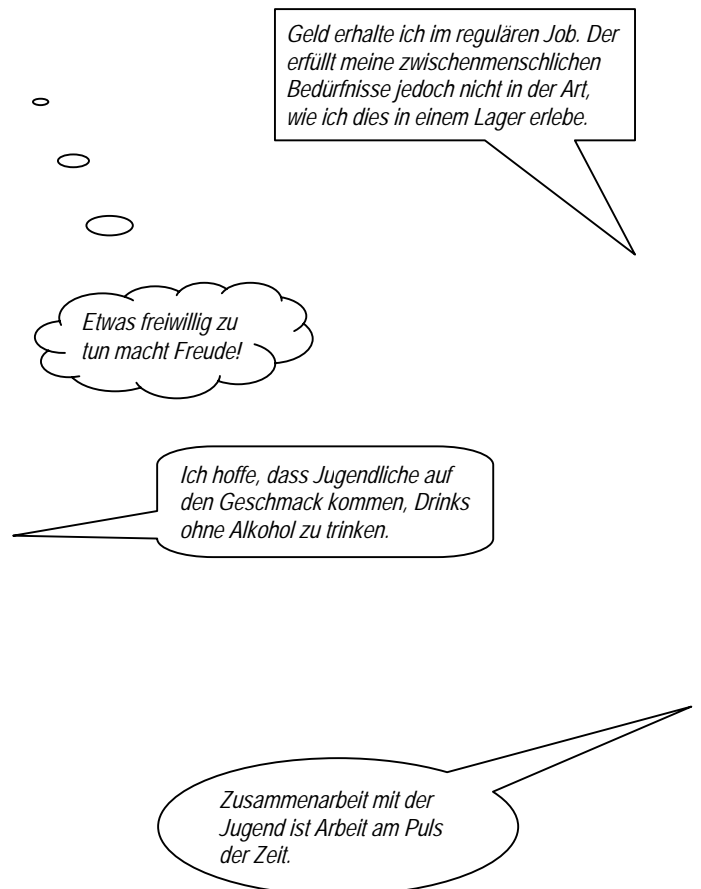 Geld erhalte ich im regulären Job. Der
erfüllt meine zwischenmenschlichen
Bedürfnisse jedoch nicht in der Art,
wie ich dies in einem Lager erlebe.
Etwas freiwillig zu
tun macht Freude!
Ich hoffe, dass Jugendliche auf
den Geschmack kommen, Drinks
ohne Alkohol zu trinken.
Zusammenarbeit mit der
Jugend ist Arbeit am Puls
der Zeit.